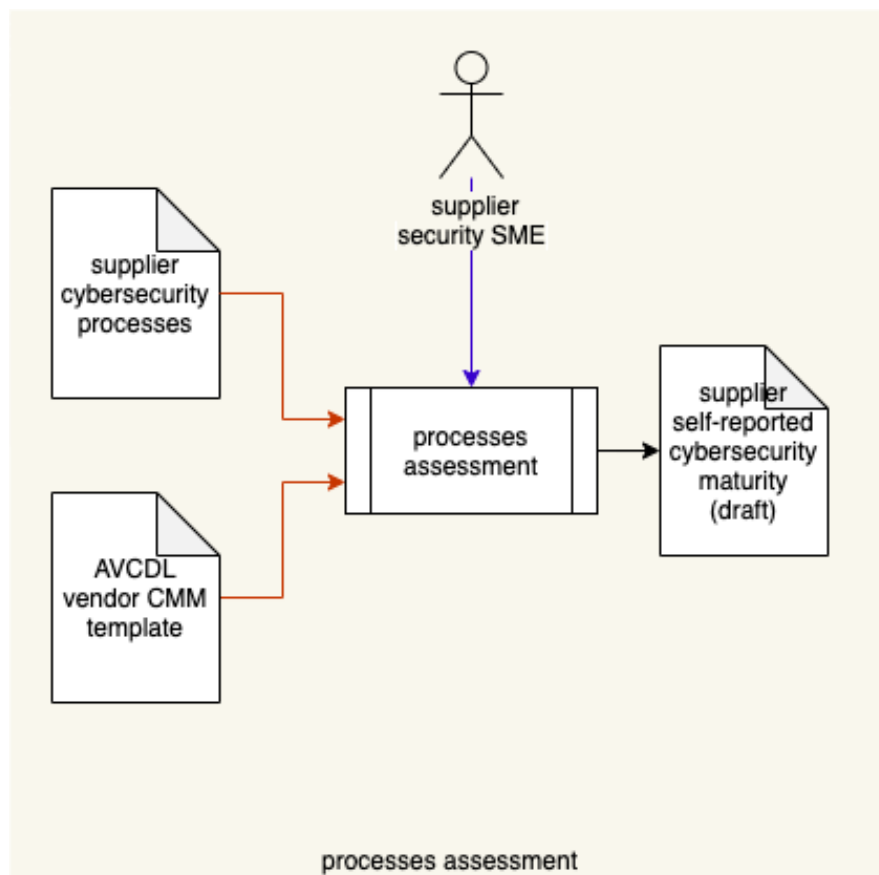 supplier
security SME
supplier
cybersecurity
processes
processes
assessment
supplier
self-reported
cybersecurity
maturity
(draft)
AVCDL
vendor CMM
template
processes assessment